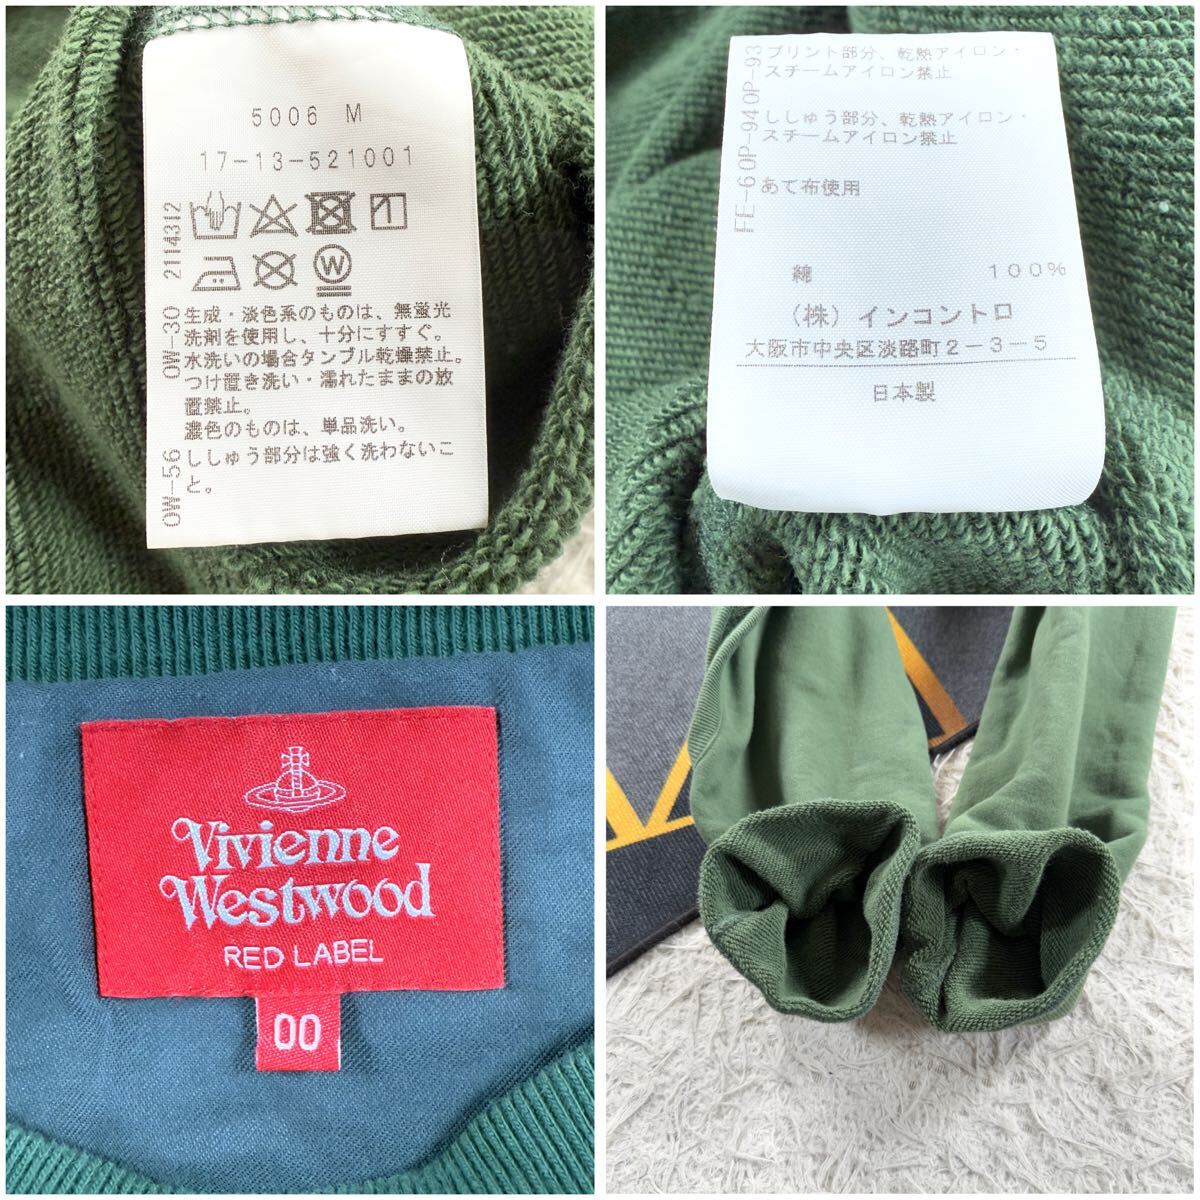 5006 M
17-13-521001
2114312
OW-30
OW-56
生成・淡色系のものは、無蛍光
洗剤を使用し、十分にすすぐ。
水洗いの場合タンブル乾燥禁止。
つけ置き洗い・濡れたままの放
置禁止。
濃色のものは、単品洗い。
ししゅう部分は強く洗わないこ
と。
OP-93
プリント部分、乾熱アイロン・
スチームアイロン禁止
OP-94
ししゅう部分、乾熱アイロン・
スチームアイロン禁止
FE-6
あて布使用
綿 100%
(株)インコントロ
大阪市中央区淡路町2-3-5
日本製
Vivienne
Westwood
RED LABEL
00